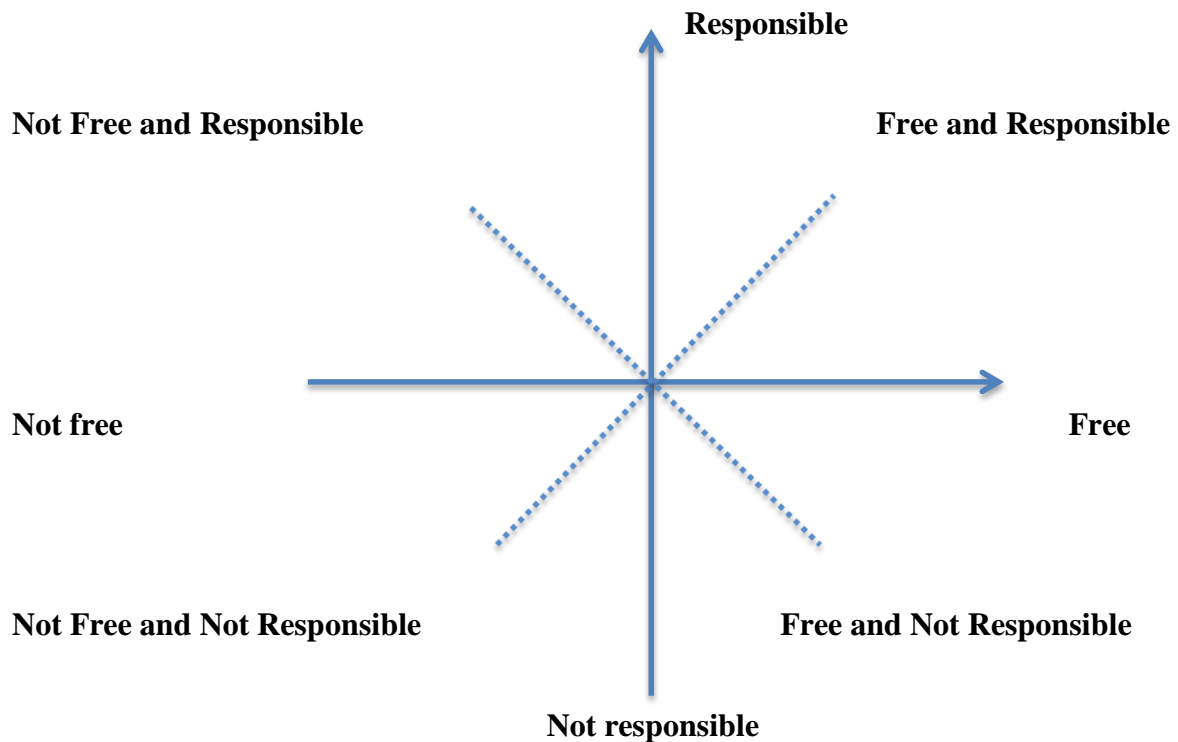 Responsible
Not Free and Responsible
Free and Responsible
Not free
Free
Not Free and Not Responsible
Free and Not Responsible
Not responsible